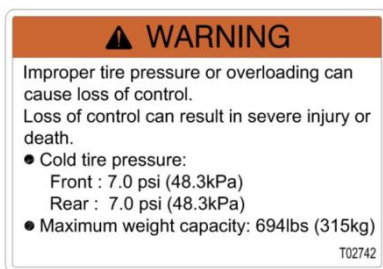 WARNING
Improper tire pressure or overloading can
cause loss of control.
Loss of control can result in severe injury or
death.
● Cold tire pressure:
Front : 7.0 psi (48.3kPa)
Rear : 7.0 psi (48.3kPa)
● Maximum weight capacity: 694lbs (315kg)
T02742